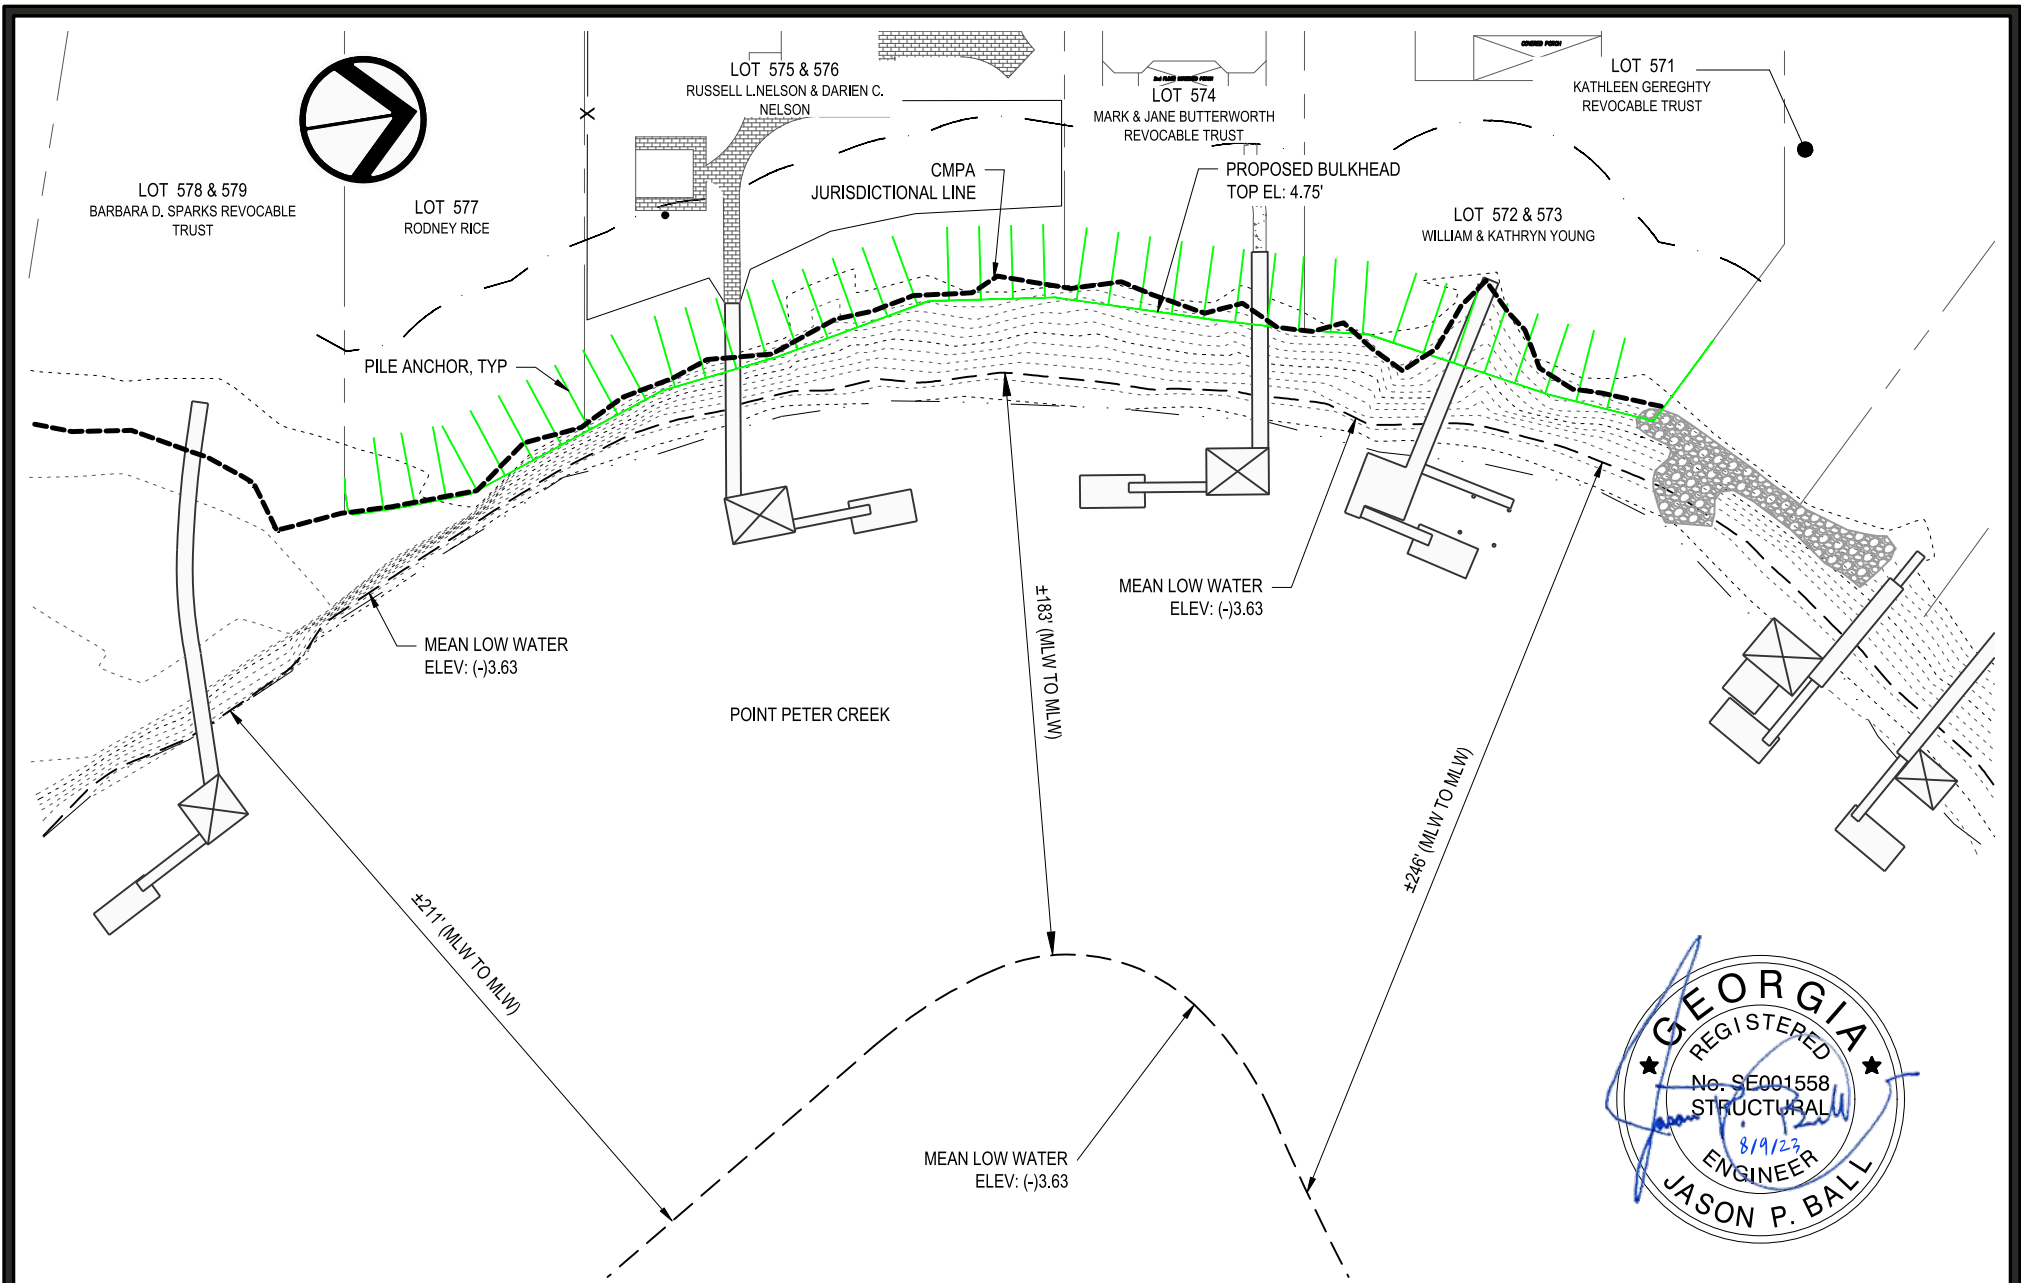 LOT 575 & 576
RUSSELL L.NELSON & DARIEN C.
NELSON
LOT 574
MARK & JANE BUTTERWORTH
REVOCABLE TRUST
COVERED PORCH
LOT 571
KATHLEEN GEREGHTY
REVOCABLE TRUST
X
LOT 578 & 579
BARBARA D. SPARKS REVOCABLE
TRUST
LOT 577
RODNEY RICE
CMPA
JURISDICTIONAL LINE
PROPOSED BULKHEAD
TOP EL: 4.75'
LOT 572 & 573
WILLIAM & KATHRYN YOUNG
PILE ANCHOR, TYP
MEAN LOW WATER
ELEV: (-)3.63
MEAN LOW WATER
ELEV: (-)3.63
POINT PETER CREEK
±183' (MLW TO MLW)
±246' (MLW TO MLW)
±211' (MLW TO MLW)
MEAN LOW WATER
ELEV: (-)3.63
GEORGIA
REGISTERED
No. SE001558
STRUCTURAL
Jason P. Ball
8/9/23
ENGINEER
JASON P. BALL